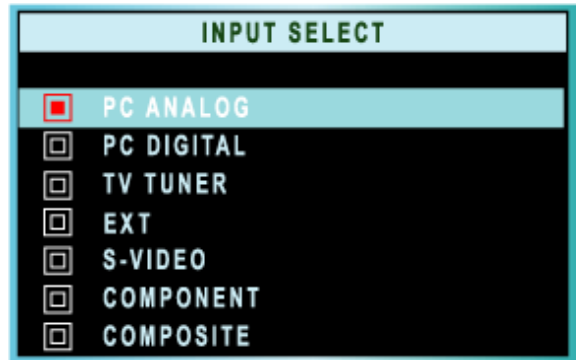 INPUT SELECT
PC ANALOG
PC DIGITAL
TV TUNER
EXT
S-VIDEO
COMPONENT
COMPOSITE